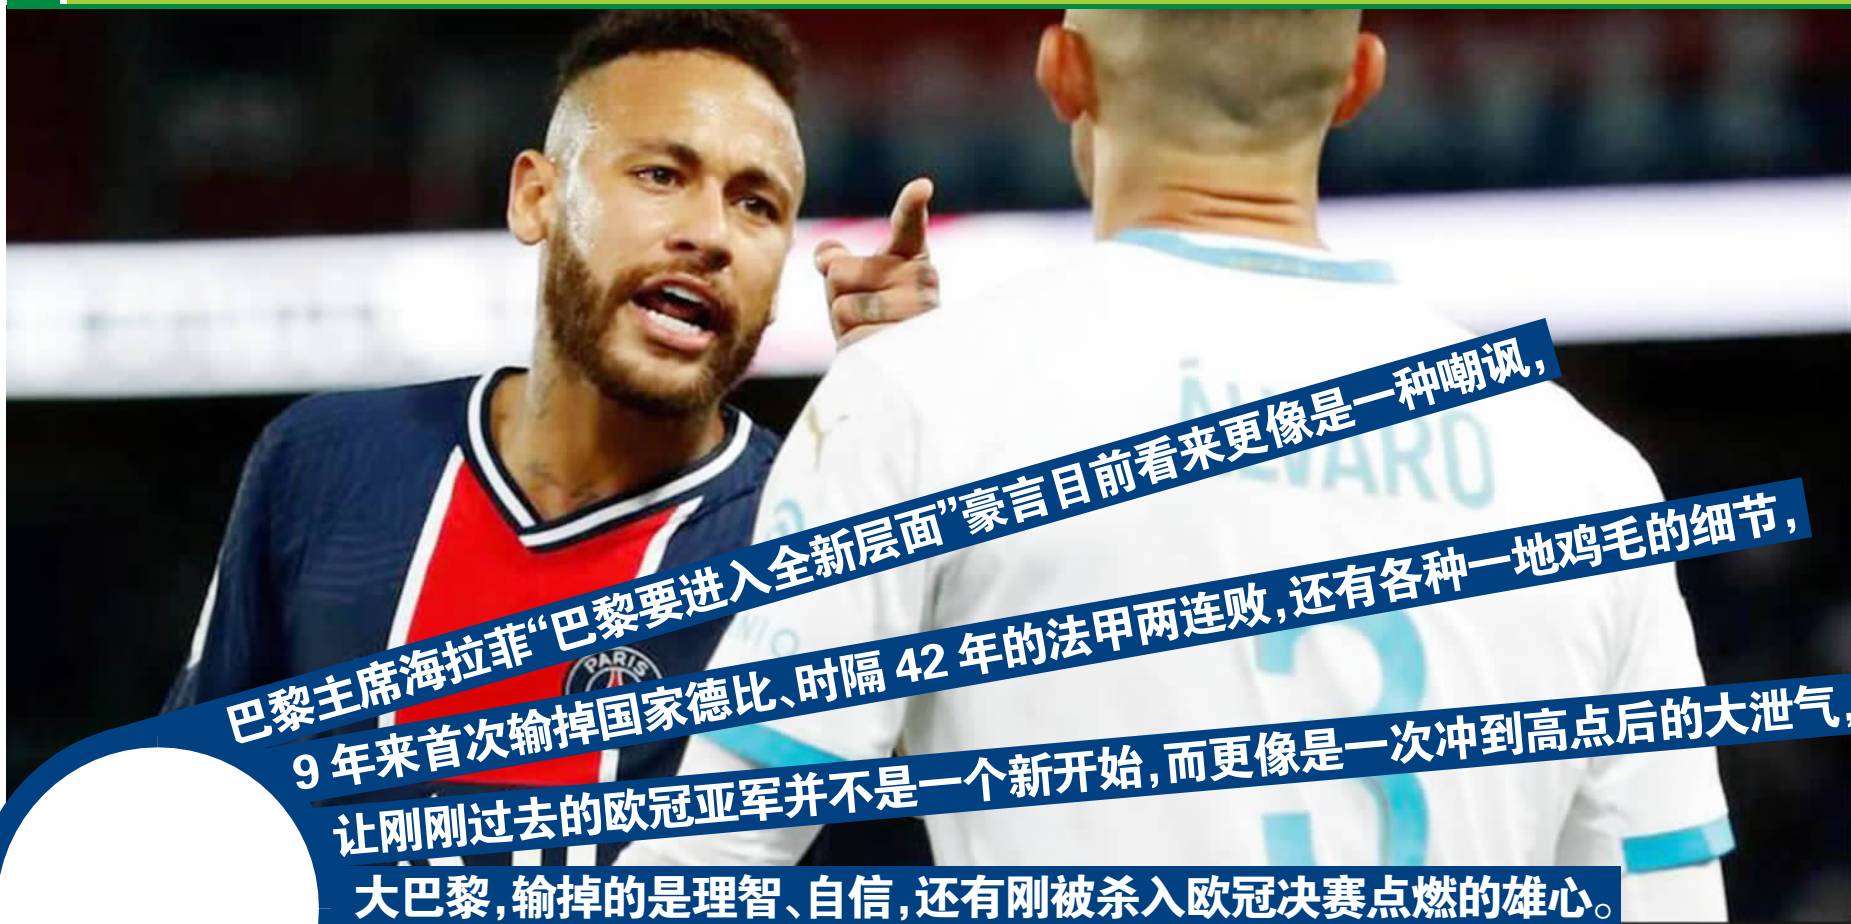 巴黎主席海拉菲“巴黎要进入全新层面”豪言目前看来更像是一种嘲讽，
9 年来首次输掉国家德比、时隔 42 年的法甲两连败，还有各种一地鸡毛的细节，
让刚刚过去的欧冠亚军并不是一个新开始，而更像是一次冲到高点后的大泄气，
大巴黎，输掉的是理智、自信，还有刚被杀入欧冠决赛点燃的雄心。
ÁLVARO
3
PARIS